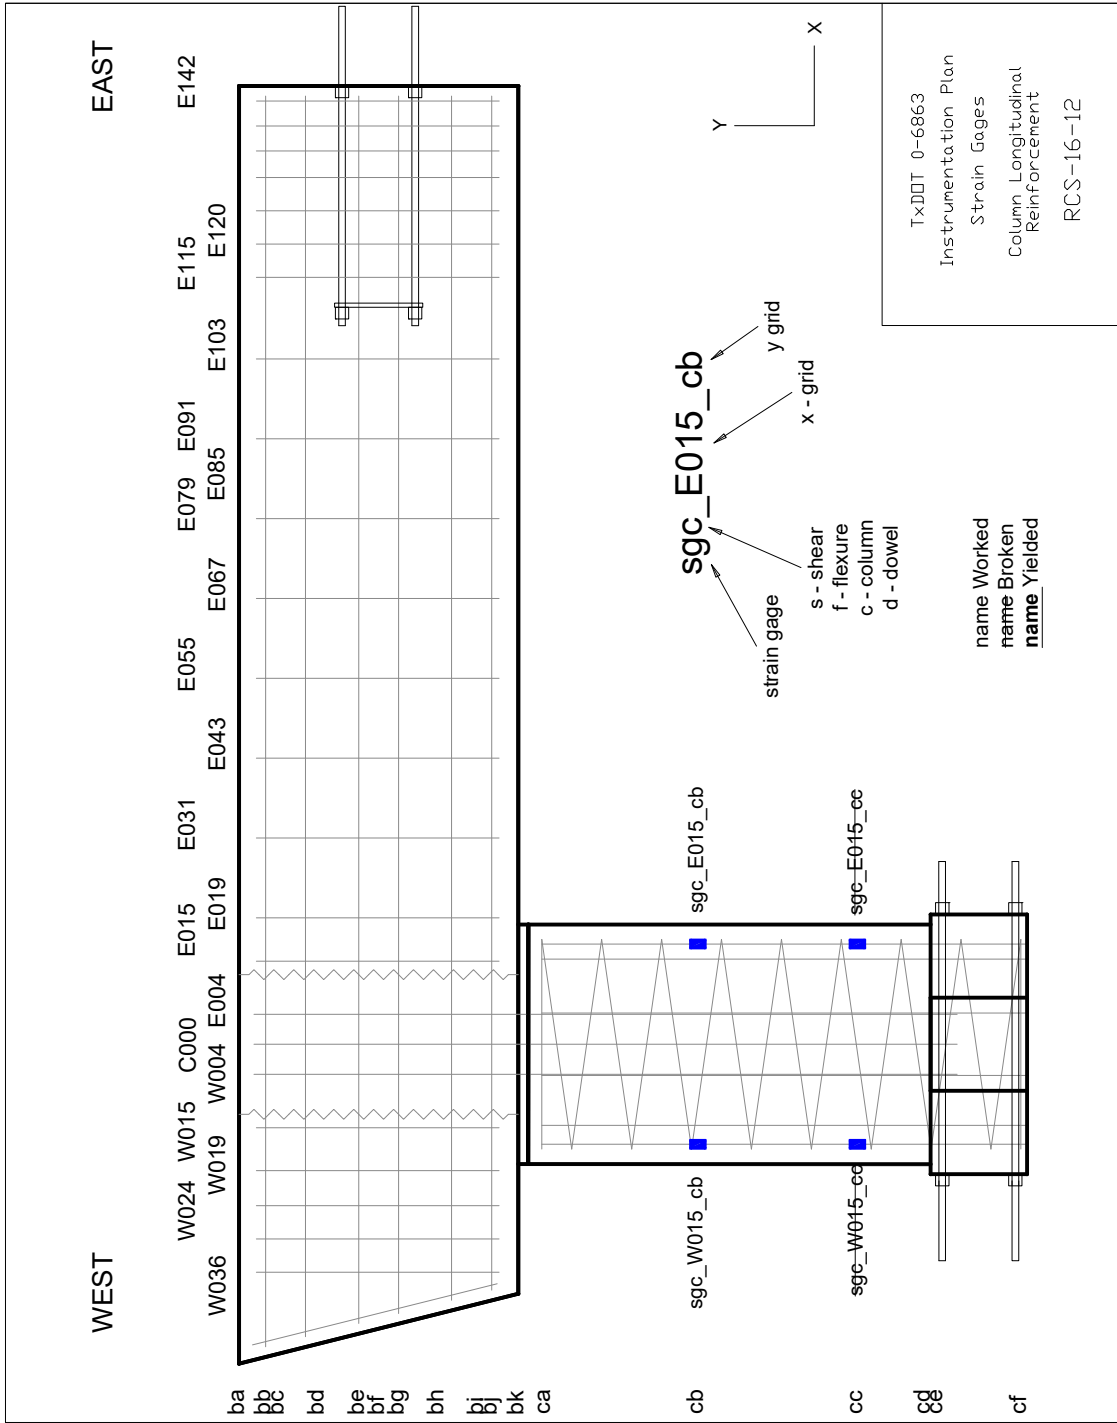 WEST
EAST
W024
W015
C000
E015
E031
E055
E079
E091
E115
E142
W036
W019
W004
E004
E019
E043
E067
E085
E103
E120
ba
bb
bc
bd
be
bf
bg
bh
bi
bj
bk
ca
cb
cc
cd
ce
cf
sgc_W015_cb
sgc_E015_cb
sgc_W015_cc
sgc_E015_cc
sgc_E015_cb
strain gage
s - shear
f - flexure
c - column
d - dowel
x - grid
y grid
name Worked
name Broken
name Yielded
Y
X
TxDOT 0-6863
Instrumentation Plan
Strain Gages
Column Longitudinal
Reinforcement
RCS-16-12